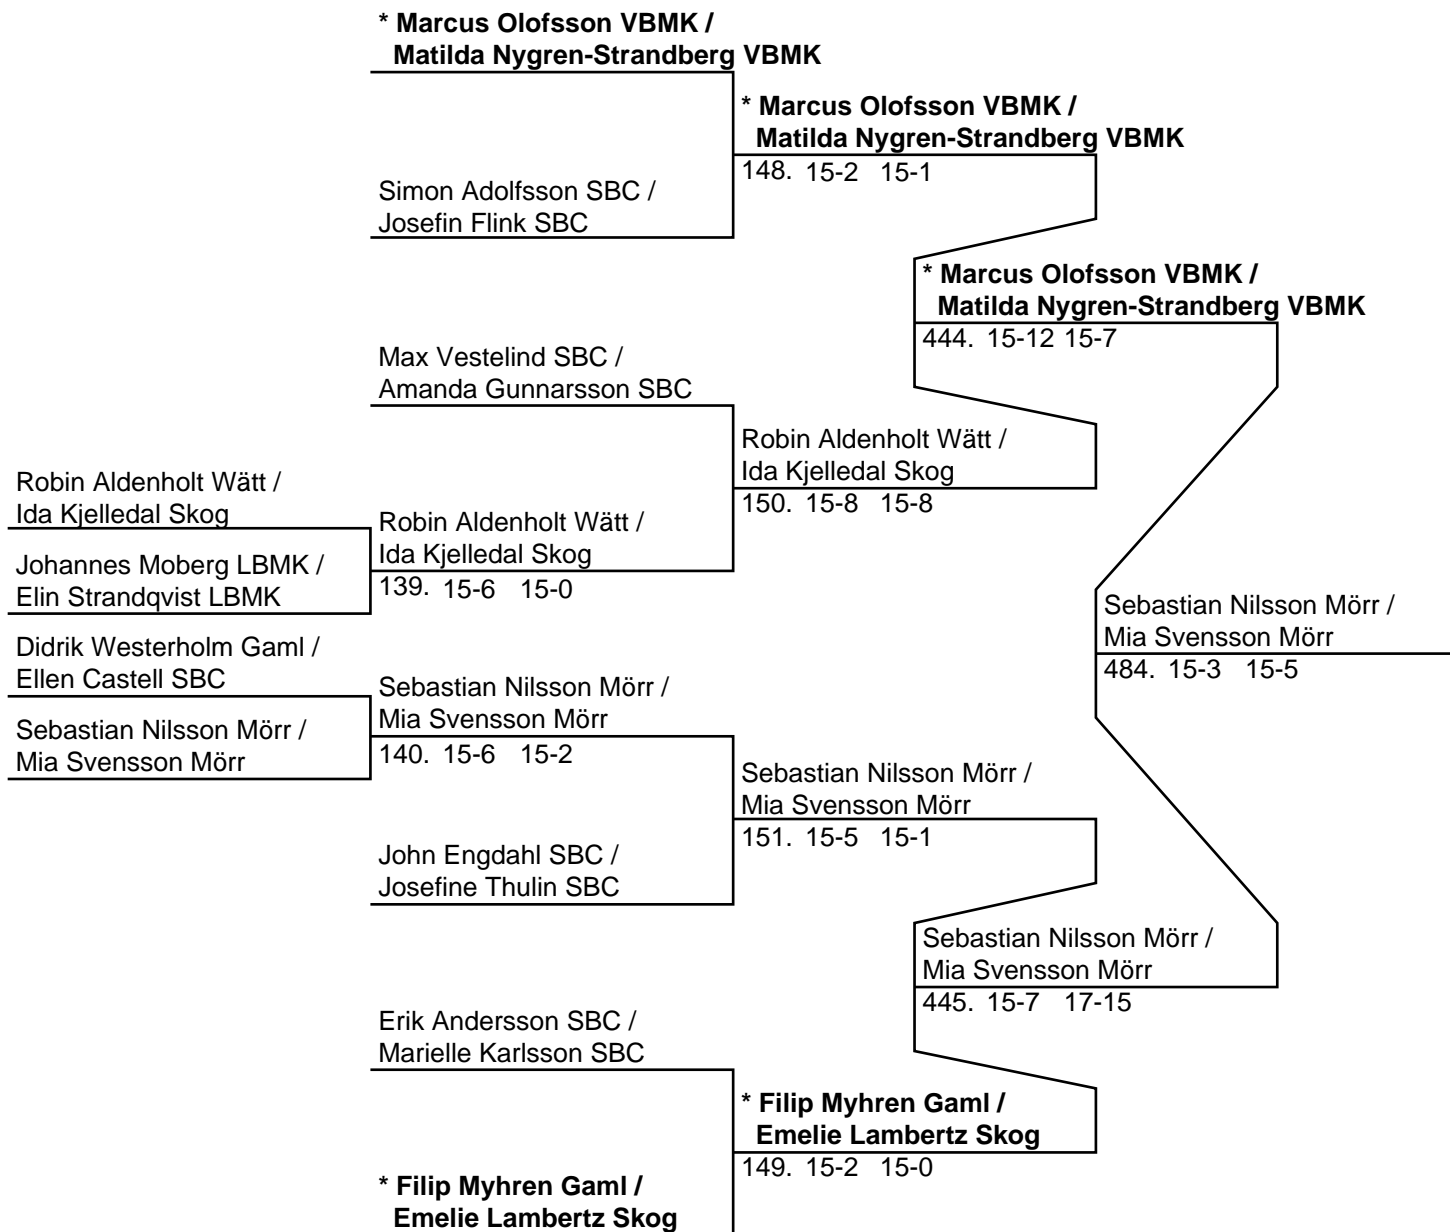 * Marcus Olofsson VBMK /
Matilda Nygren-Strandberg VBMK
* Marcus Olofsson VBMK /
Matilda Nygren-Strandberg VBMK
148. 15-2 15-1
Simon Adolfsson SBC /
Josefin Flink SBC
* Marcus Olofsson VBMK /
Matilda Nygren-Strandberg VBMK
444. 15-12 15-7
Max Vestelind SBC /
Amanda Gunnarsson SBC
Robin Aldenholt Wätt /
Ida Kjelledal Skog
150. 15-8 15-8
Robin Aldenholt Wätt /
Ida Kjelledal Skog
Robin Aldenholt Wätt /
Ida Kjelledal Skog
139. 15-6 15-0
Johannes Moberg LBMK /
Elin Strandqvist LBMK
Sebastian Nilsson Mörr /
Mia Svensson Mörr
484. 15-3 15-5
Didrik Westerholm Gaml /
Ellen Castell SBC
Sebastian Nilsson Mörr /
Mia Svensson Mörr
140. 15-6 15-2
Sebastian Nilsson Mörr /
Mia Svensson Mörr
Sebastian Nilsson Mörr /
Mia Svensson Mörr
151. 15-5 15-1
John Engdahl SBC /
Josefine Thulin SBC
Sebastian Nilsson Mörr /
Mia Svensson Mörr
445. 15-7 17-15
Erik Andersson SBC /
Marielle Karlsson SBC
* Filip Myhren Gaml /
Emelie Lambertz Skog
149. 15-2 15-0
* Filip Myhren Gaml /
Emelie Lambertz Skog